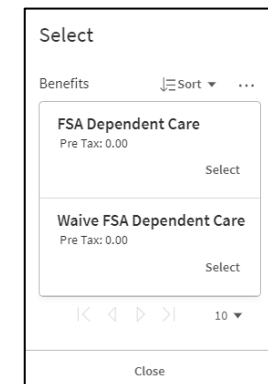 Select
Benefits Sort ...
FSA Dependent Care
Pre Tax: 0.00
Select
Waive FSA Dependent Care
Pre Tax: 0.00
Select
10
Close